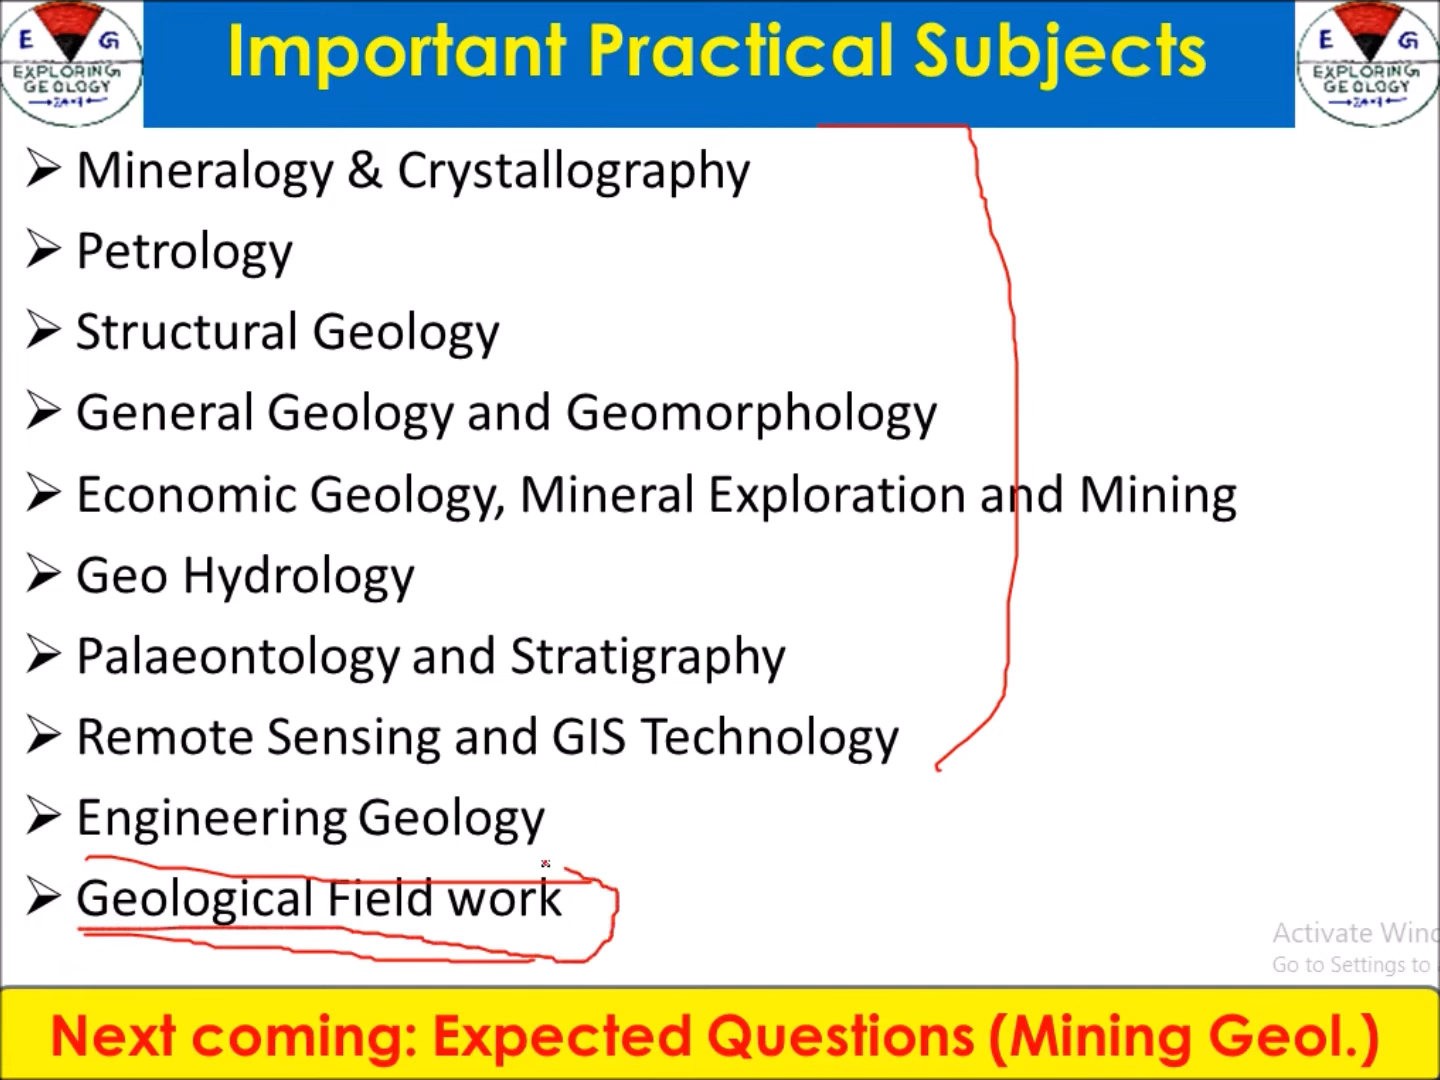 E G
EXPLORING
GEOLOGY
Important Practical Subjects
E G
EXPLORING
GEOLOGY
Mineralogy & Crystallography
Petrology
Structural Geology
General Geology and Geomorphology
Economic Geology, Mineral Exploration and Mining
Geo Hydrology
Palaeontology and Stratigraphy
Remote Sensing and GIS Technology
Engineering Geology
Geological Field work
Activate Wind
Go to Settings to
Next coming: Expected Questions (Mining Geol.)